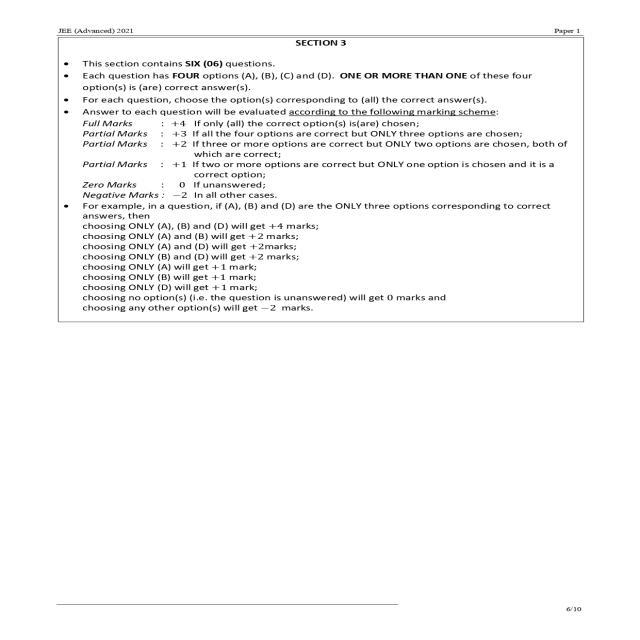 JEE (Advanced) 2021 Paper 1
SECTION 3
• This section contains SIX (06) questions.
• Each question has FOUR options (A), (B), (C) and (D). ONE OR MORE THAN ONE of these four
option(s) is (are) correct answer(s).
• For each question, choose the option(s) corresponding to (all) the correct answer(s).
• Answer to each question will be evaluated according to the following marking scheme:
Full Marks : +4 If only (all) the correct option(s) is(are) chosen;
Partial Marks : +3 If all the four options are correct but ONLY three options are chosen;
Partial Marks : +2 If three or more options are correct but ONLY two options are chosen, both of
which are correct;
Partial Marks : +1 If two or more options are correct but ONLY one option is chosen and it is a
correct option;
Zero Marks : 0 If unanswered;
Negative Marks : −2 In all other cases.
• For example, in a question, if (A), (B) and (D) are the ONLY three options corresponding to correct
answers, then
choosing ONLY (A), (B) and (D) will get +4 marks;
choosing ONLY (A) and (B) will get +2 marks;
choosing ONLY (A) and (D) will get +2marks;
choosing ONLY (B) and (D) will get +2 marks;
choosing ONLY (A) will get +1 mark;
choosing ONLY (B) will get +1 mark;
choosing ONLY (D) will get +1 mark;
choosing no option(s) (i.e. the question is unanswered) will get 0 marks and
choosing any other option(s) will get −2 marks.
6/10